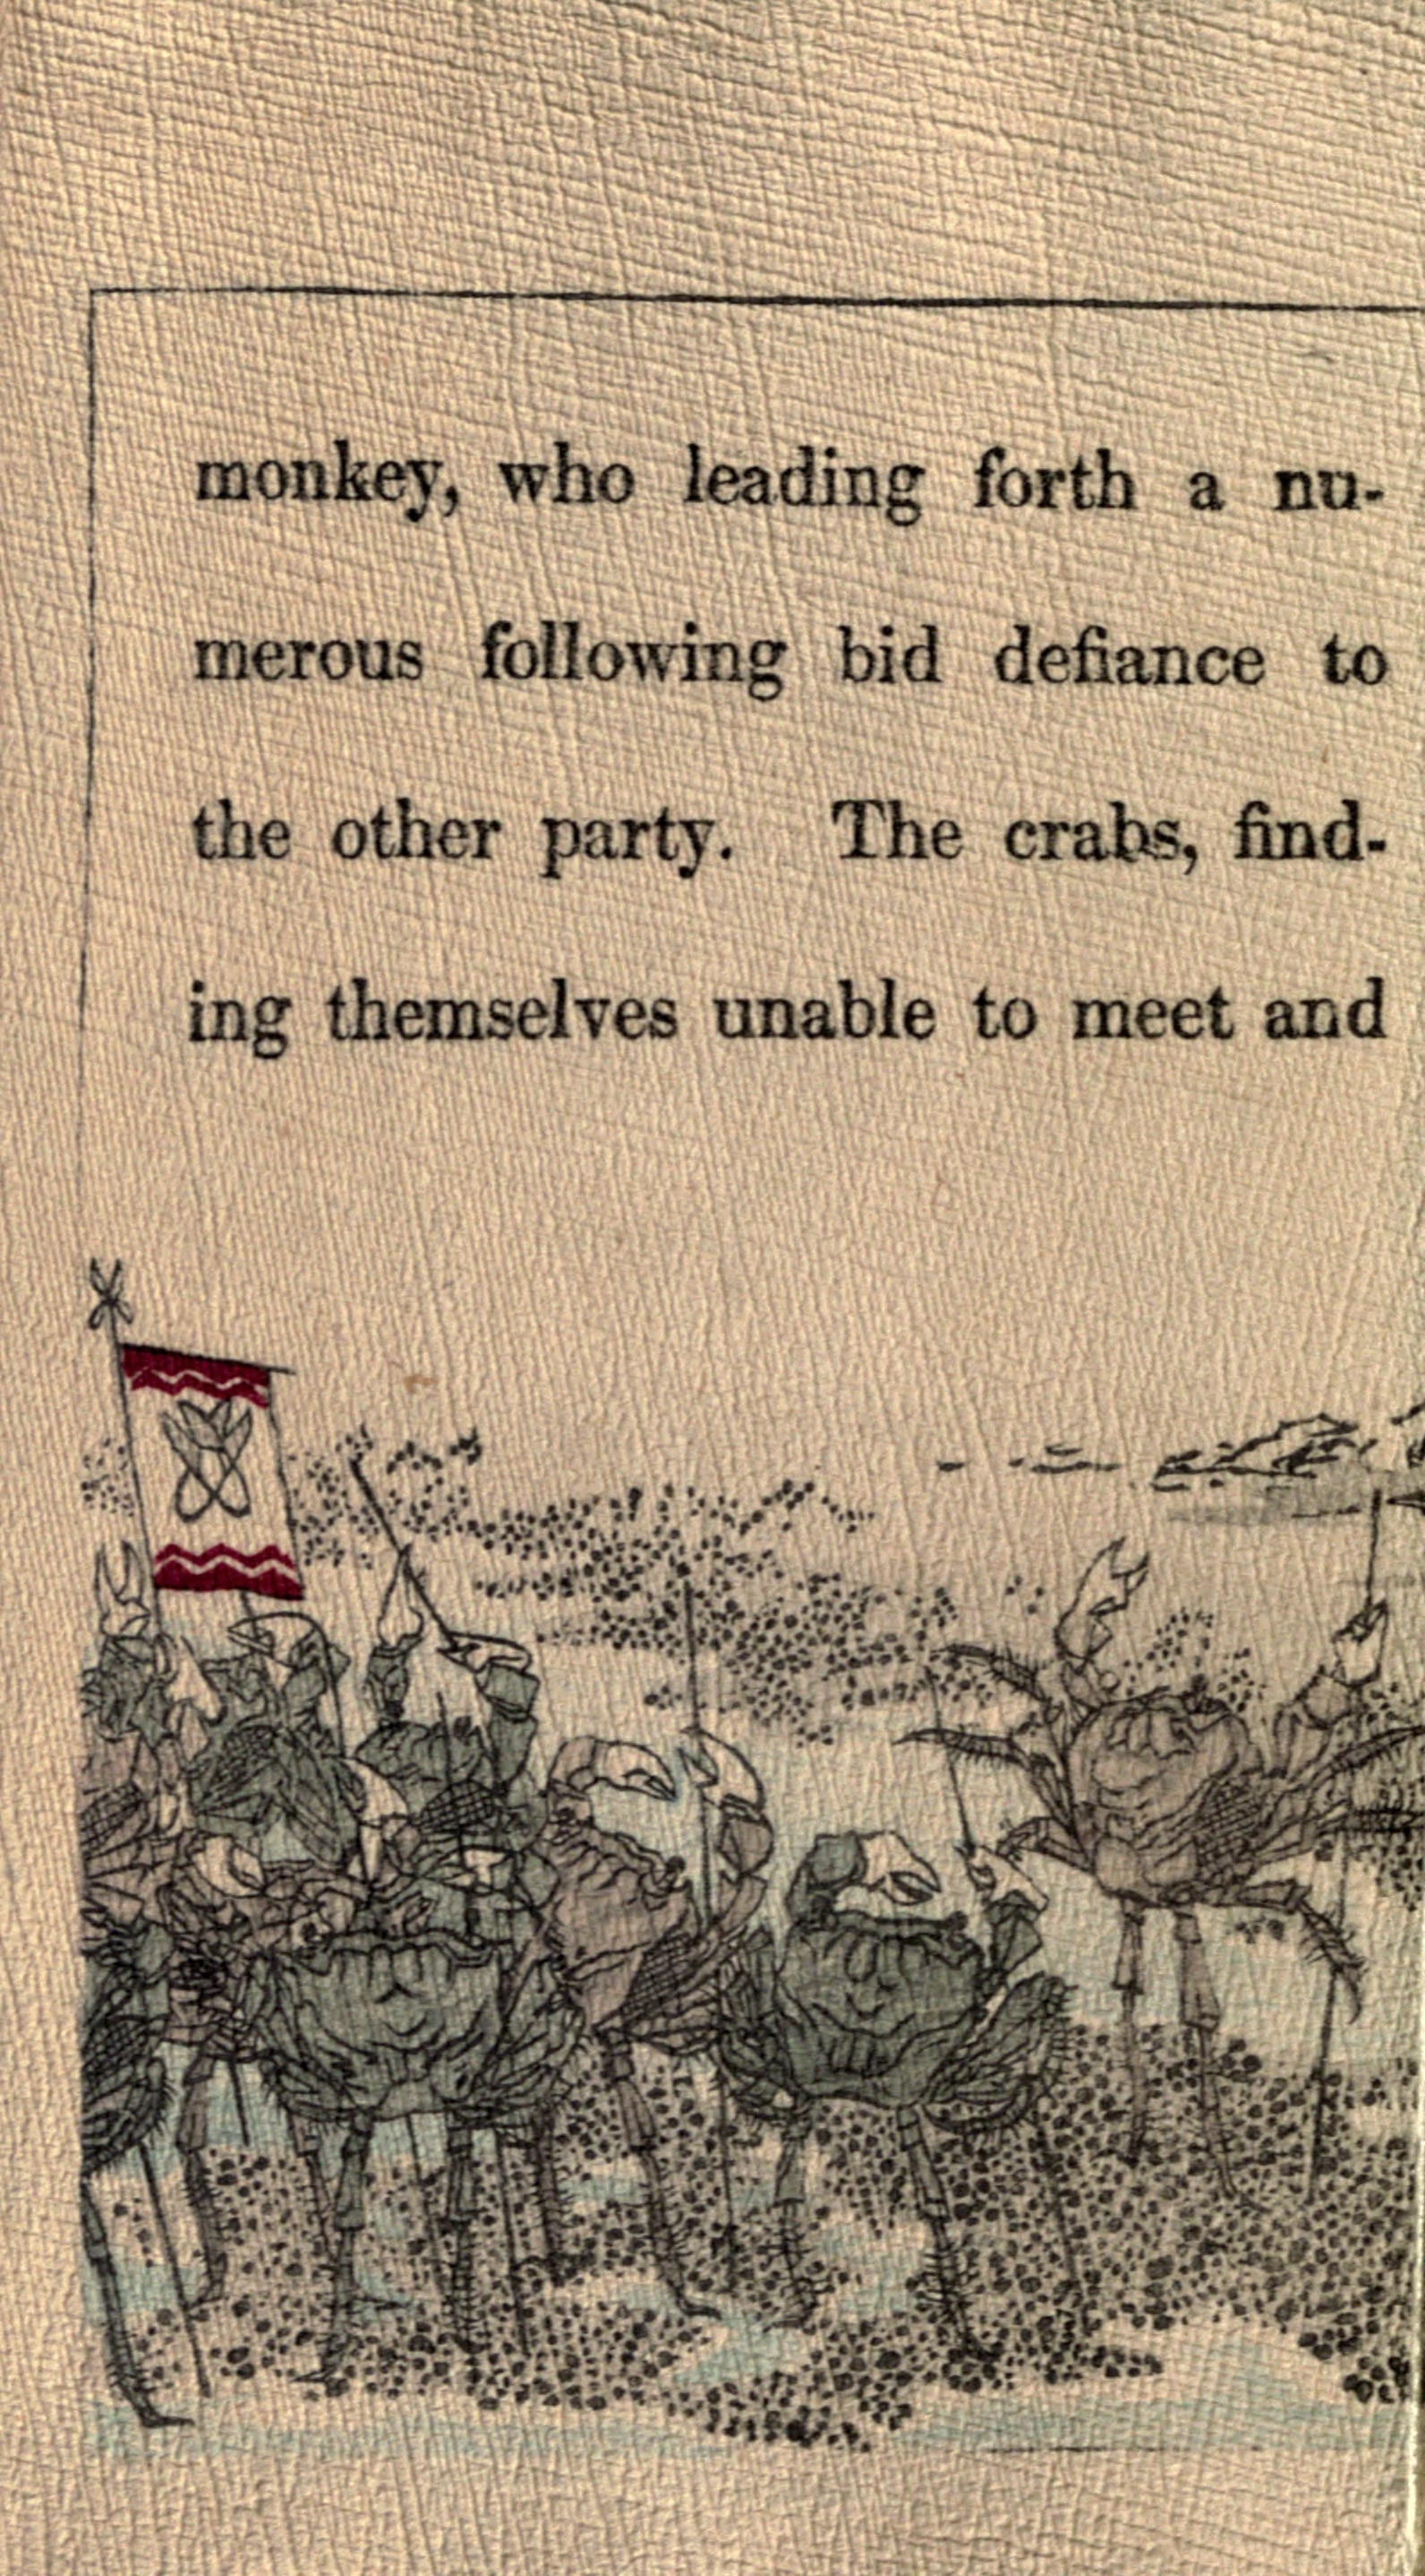 monkey, who leading forth a nu-
merous following bid defiance to
the other party. The crabs, find-
ing themselves unable to meet and